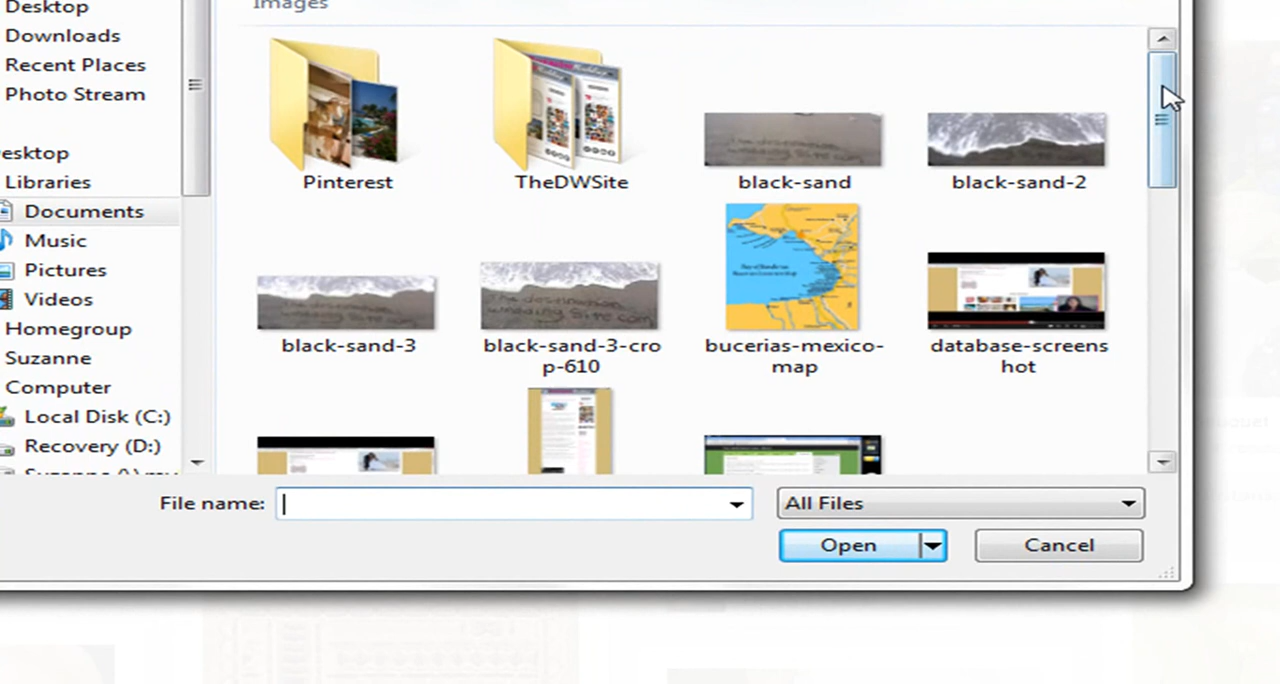 Images
Desktop
Downloads
Recent Places
Photo Stream
esktop
Libraries
Documents
Music
Pictures
Videos
Homegroup
Suzanne
Computer
Local Disk (C:)
Recovery (D:)
Pinterest
TheDWSite
black-sand
black-sand-2
black-sand-3
black-sand-3-cro
p-610
bucerias-mexico-
map
database-screens
hot
File name:
All Files
Open
Cancel